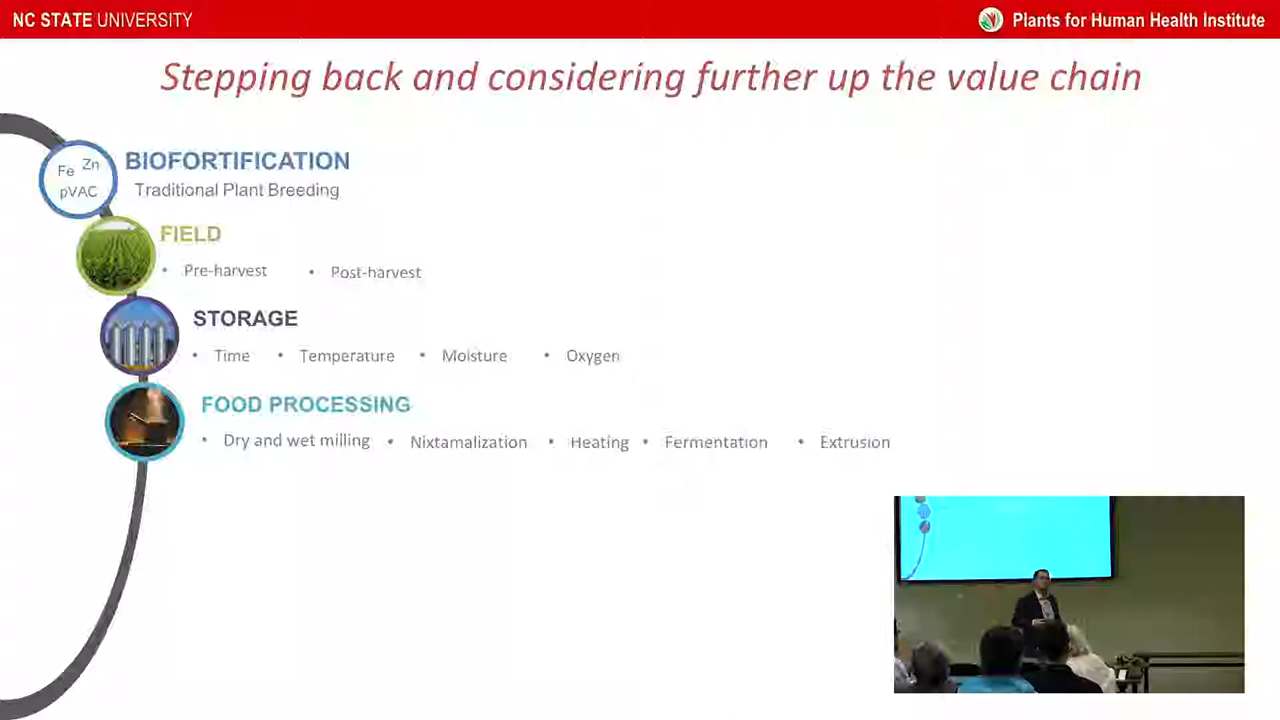 NC STATE UNIVERSITY
Plants for Human Health Institute
Stepping back and considering further up the value chain
Fe Zn
pVAC
BIOFORTIFICATION
Traditional Plant Breeding
FIELD
• Pre-harvest • Post-harvest
STORAGE
• Time • Temperature • Moisture • Oxygen
FOOD PROCESSING
• Dry and wet milling • Nixtamalization • Heating • Fermentation • Extrusion